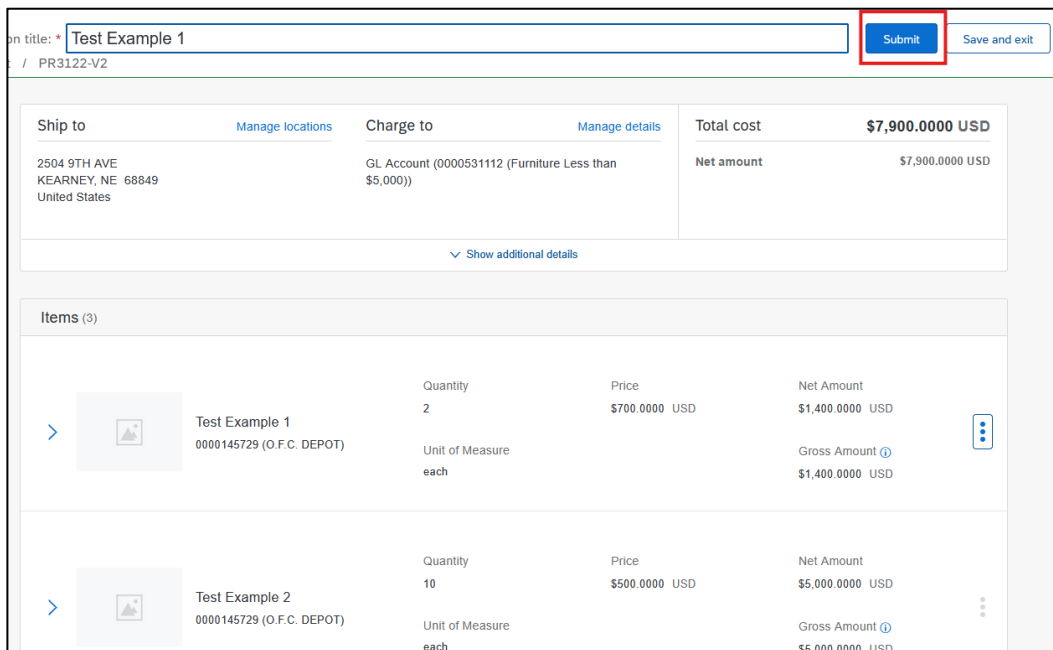 on title: * Test Example 1 Submit Save and exit
/ PR3122-V2
Ship to Manage locations Charge to Manage details Total cost $7,900.0000 USD
2504 9TH AVE GL Account (0000531112 (Furniture Less than Net amount $7,900.0000 USD
KEARNEY, NE 68849 $5,000))
United States
Show additional details
Items (3)
Quantity Price Net Amount
2 $700.0000 USD $1,400.0000 USD
Test Example 1
0000145729 (O.F.C. DEPOT)
Unit of Measure Gross Amount
each $1,400.0000 USD
Quantity Price Net Amount
10 $500.0000 USD $5,000.0000 USD
Test Example 2
0000145729 (O.F.C. DEPOT)
Unit of Measure Gross Amount
each $5,000.0000 USD